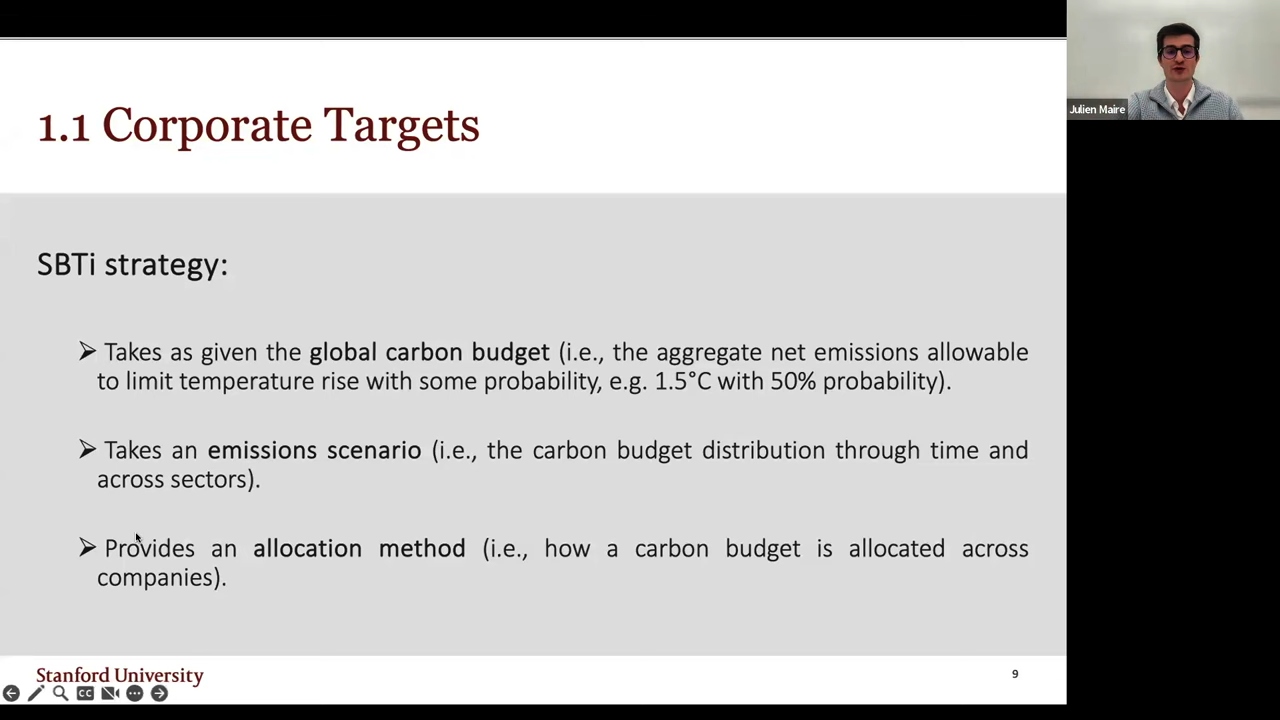 1.1 Corporate Targets
Julien Maire
SBTi strategy:
➢ Takes as given the global carbon budget (i.e., the aggregate net emissions allowable
to limit temperature rise with some probability, e.g. 1.5°C with 50% probability).
➢ Takes an emissions scenario (i.e., the carbon budget distribution through time and
across sectors).
➢ Provides an allocation method (i.e., how a carbon budget is allocated across
companies).
Stanford University
9
CC